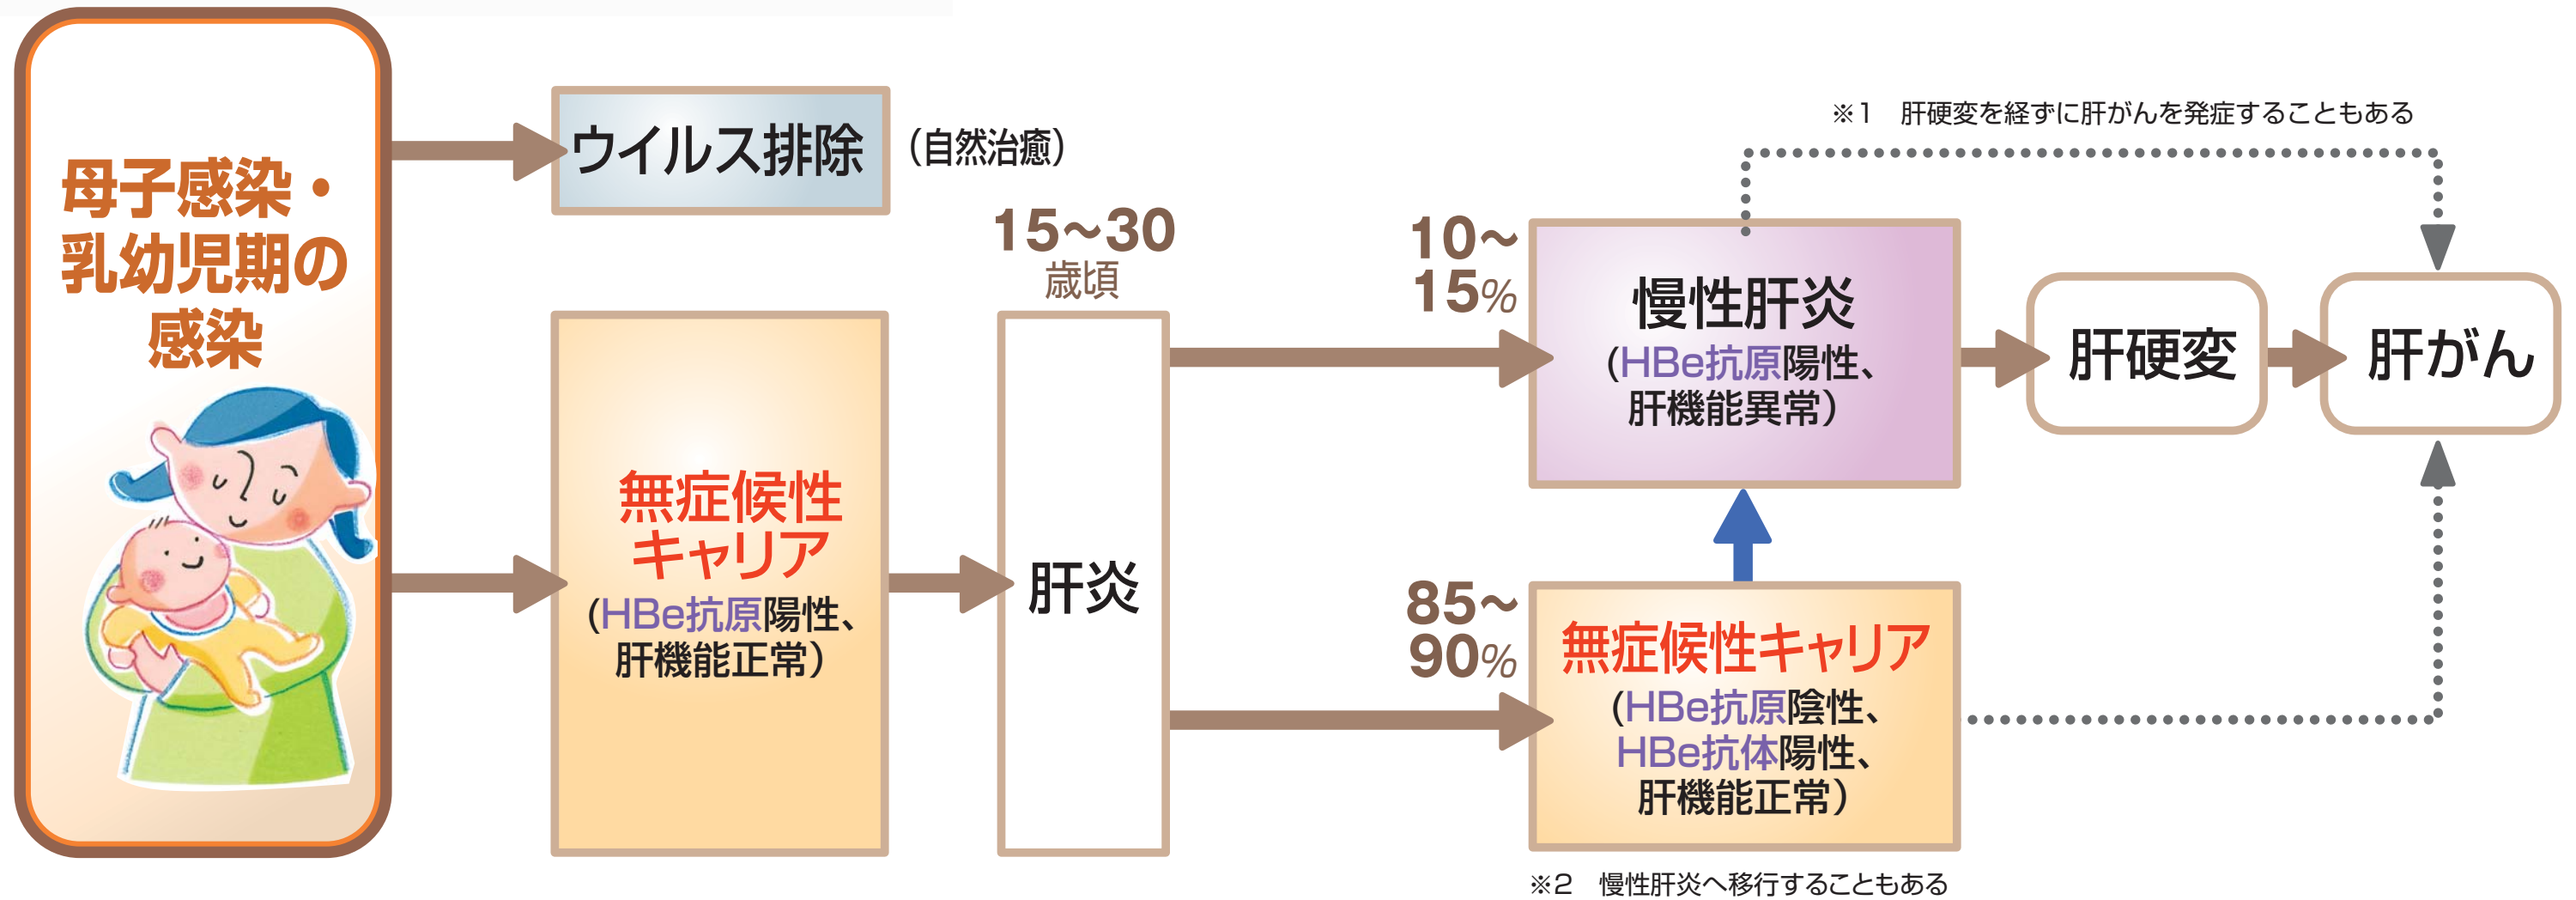 母子感染・
乳幼児期の
感染
ウイルス排除
（自然治癒）
無症候性
キャリア
（HBe抗原陽性、
肝機能正常）
15〜30
歳頃
肝炎
10〜
15%
慢性肝炎
（HBe抗原陽性、
肝機能異常）
肝硬変
肝がん
※1　肝硬変を経ずに肝がんを発症することもある
85〜
90%
無症候性キャリア
（HBe抗原陰性、
HBe抗体陽性、
肝機能正常）
※2　慢性肝炎へ移行することもある